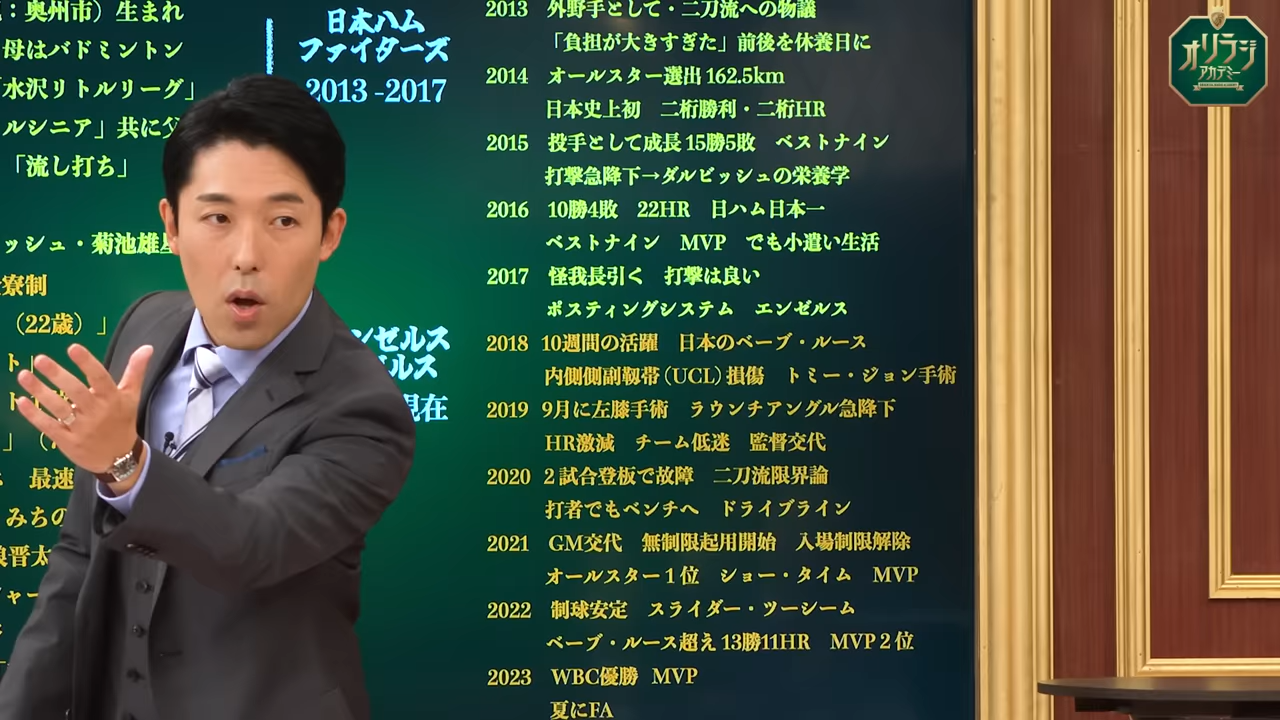 ：奥州市）生まれ
母はバドミントン
「水沢リトルリーグ」
ルシニア」共に父
「流し打ち」
ッシュ・菊池雄星
寮制
（22歳）」
ト」
ト
」
最速
みちの
晋太
ャー
日本ハム
ファイターズ
2013 -2017
ンゼルス
ルス
現在
2013 外野手として・二刀流への物議
「負担が大きすぎた」前後を休養日に
2014 オールスター選出 162.5km
日本史上初 二桁勝利・二桁HR
2015 投手として成長 15勝5敗 ベストナイン
打撃急降下→ダルビッシュの栄養学
2016 10勝4敗 22HR 日ハム日本一
ベストナイン MVP でも小遣い生活
2017 怪我長引く 打撃は良い
ポスティングシステム エンゼルス
2018 10週間の活躍 日本のベーブ・ルース
内側側副靱帯（UCL）損傷 トミー・ジョン手術
2019 9月に左膝手術 ラウンチアングル急降下
HR激減 チーム低迷 監督交代
2020 2試合登板で故障 二刀流限界論
打者でもベンチへ ドライブライン
2021 GM交代 無制限起用開始 入場制限解除
オールスター1位 ショー・タイム MVP
2022 制球安定 スライダー・ツーシーム
ベーブ・ルース超え 13勝11HR MVP2位
2023 WBC優勝 MVP
夏にFA
オリラジ
アカデミー